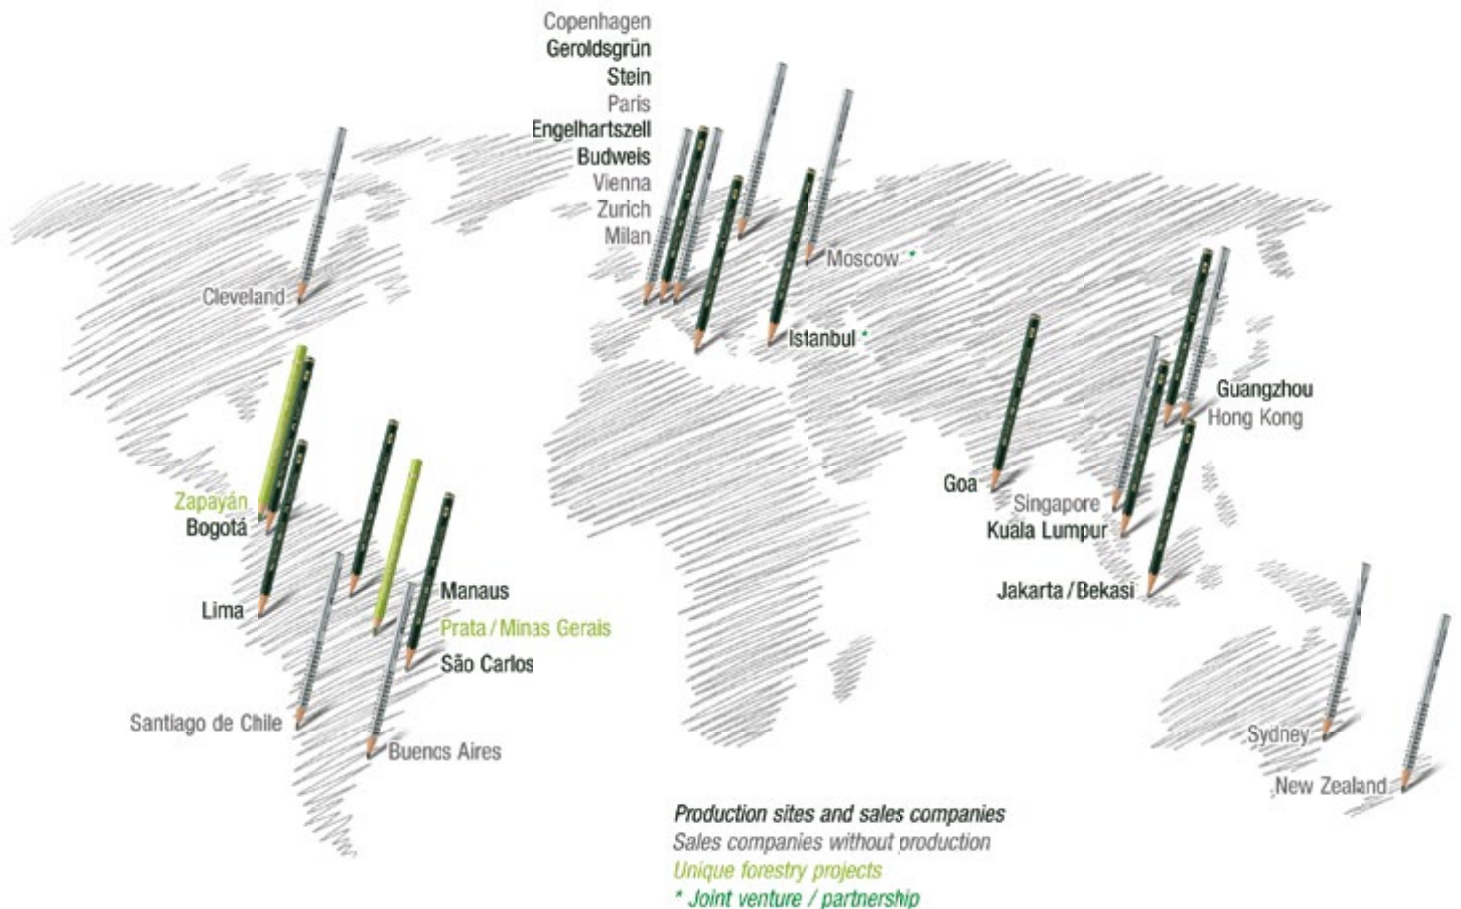 Copenhagen
Geroldsgrün
Stein
Paris
Engelhartszell
Budweis
Vienna
Zurich
Milan
Moscow *
Cleveland
Istanbul *
Guangzhou
Hong Kong
Goa
Singapore
Kuala Lumpur
Jakarta / Bekasi
Zapayán
Bogotá
Lima
Manaus
Prata / Minas Gerais
São Carlos
Santiago de Chile
Buenos Aires
Sydney
New Zealand
Production sites and sales companies
Sales companies without production
Unique forestry projects
* Joint venture / partnership